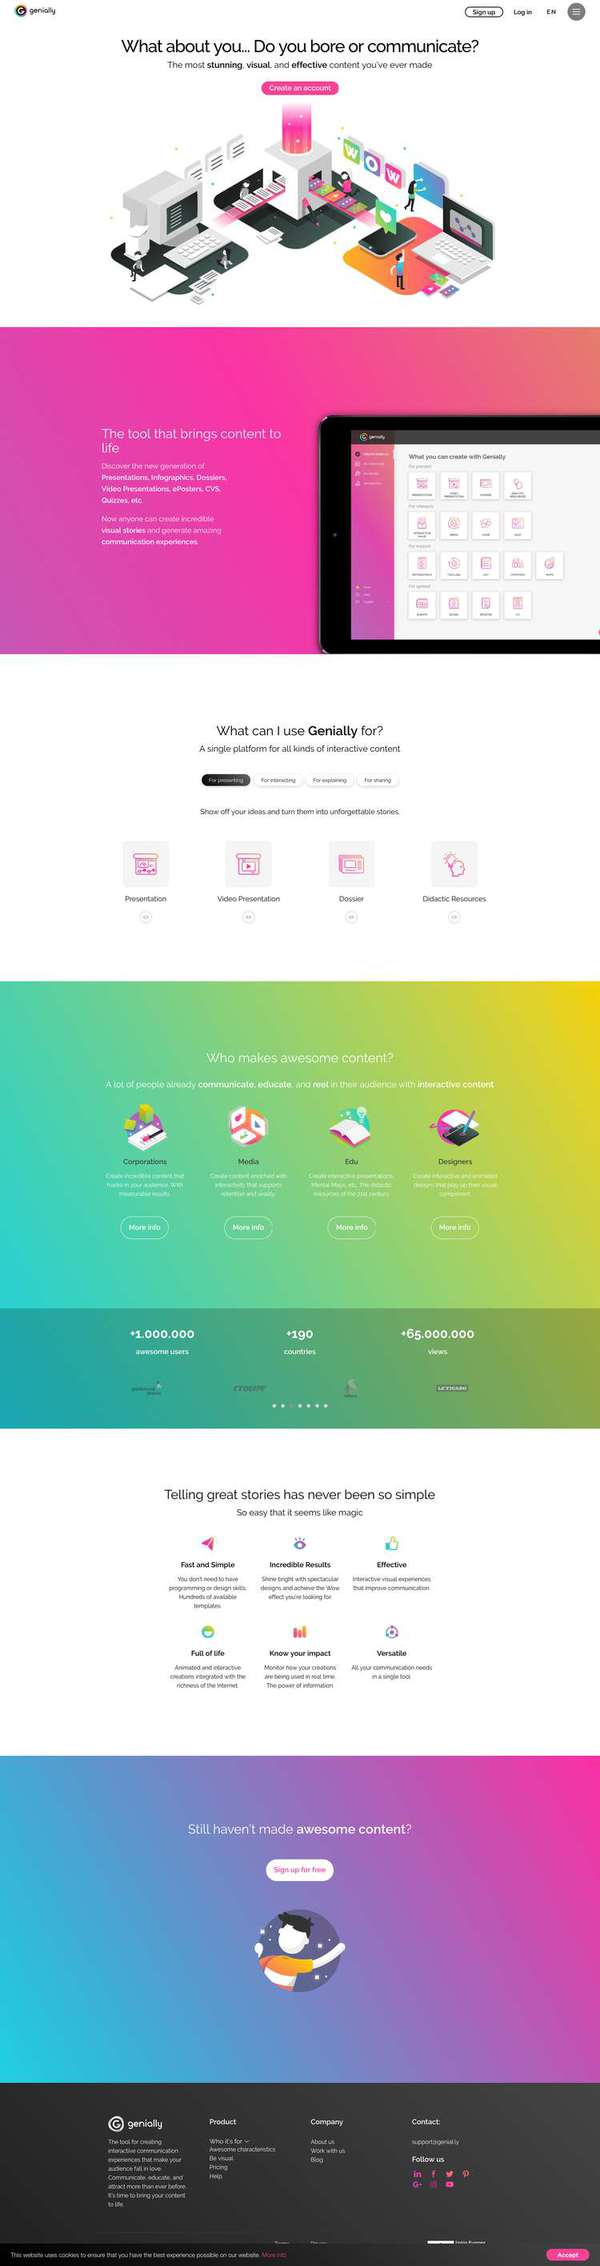 genially
Sign up
Log in
EN
What about you... Do you bore or communicate?
The most stunning, visual, and effective content you've ever made
Create an account
WOW
The tool that brings content to
life
Discover the new generation of
Presentations, Infographics, Dossiers,
Video Presentations, ePosters, CVS,
Quizzes, etc
Now anyone can create incredible
visual stories and generate amazing
communication experiences
genially
What you can create with Genially
What can I use Genially for?
A single platform for all kinds of interactive content
For presenting
For interacting
For explaining
For sharing
Show off your ideas and turn them into unforgettable stories.
Presentation
Video Presentation
Dossier
Didactic Resources
Who makes awesome content?
A lot of people already communicate, educate, and reel in their audience with interactive content
Corporations
Media
Edu
Designers
Create incredible content that
hooks in your audience. With
measurable results.
Create content enriched with
interactivity that supports
retention and virality.
Create interactive presentations,
Mental Maps, etc. The didactic
resources of the 21st century.
Create interactive and animated
designs that play up their visual
component.
More info
More info
More info
More info
+1.000.000
awesome users
+190
countries
+65.000.000
views
Telling great stories has never been so simple
So easy that it seems like magic
Fast and Simple
You don't need to have
programming or design skills.
Hundreds of available
templates.
Incredible Results
Shine bright with spectacular
designs and achieve the Wow
effect you're looking for
Effective
Interactive visual experiences
that improve communication
Full of life
Animated and interactive
creations integrated with the
richness of the Internet
Know your impact
Monitor how your creations
are being used in real time.
The power of information
Versatile
All your communication needs
in a single tool
Still haven't made awesome content?
Sign up for free
genially
The tool for creating
interactive communication
experiences that make your
audience fall in love.
Communicate, educate, and
attract more than ever before.
It's time to bring your content
to life.
Product
Who it's for
Awesome characteristics
Be visual
Pricing
Help
Company
About us
Work with us
Blog
Contact:
support@genial.ly
Follow us
This website uses cookies to ensure that you have the best experience possible on our website. More info
Accept